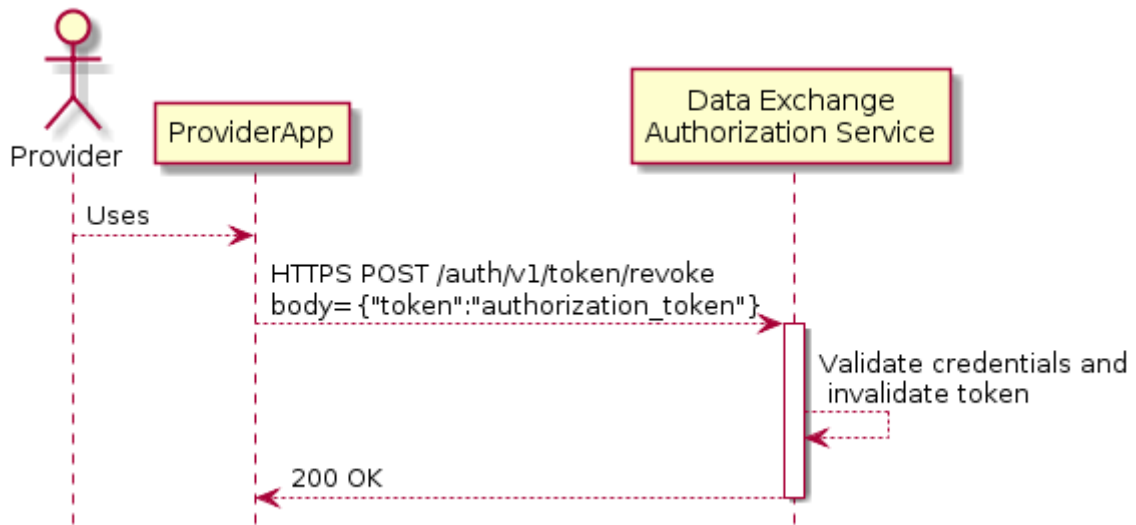 Provider
ProviderApp
Data Exchange
Authorization Service
Uses
HTTPS POST /auth/v1/token/revoke
body={"token":"authorization_token"}
Validate credentials and
invalidate token
200 OK